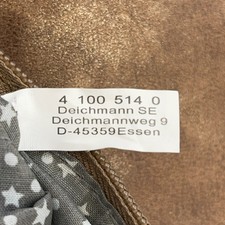 4 100 514 0
Deichmann SE
Deichmannweg 9
D-45359Essen